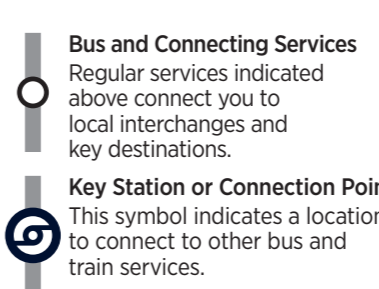 Bus and Connecting Services
Regular services indicated
above connect you to
local interchanges and
key destinations.
Key Station or Connection
This symbol indicates a
to connect to other bus and
train services.